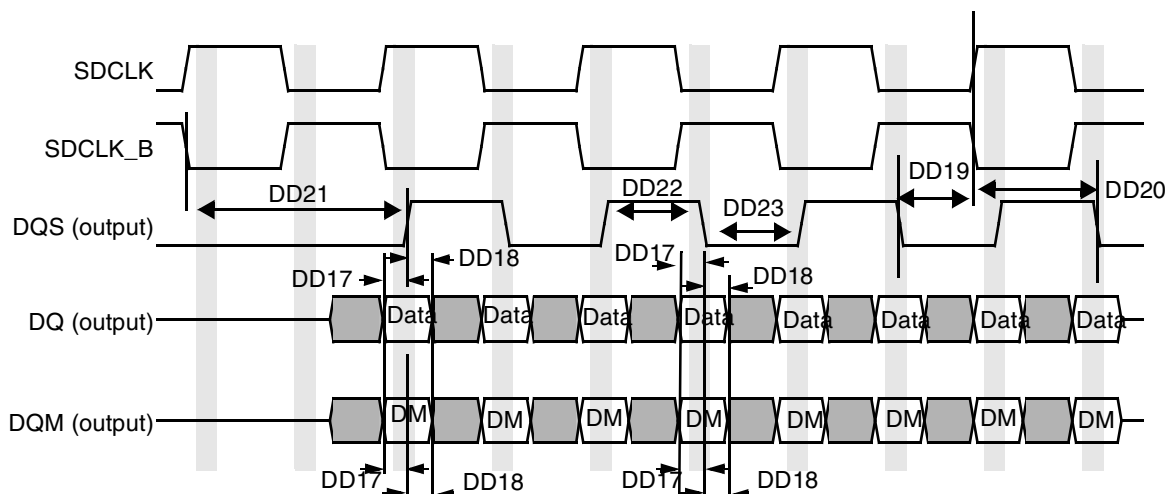 SDCLK
SDCLK_B
DD21
DD22
DD19
DD20
DQS (output)
DD23
DD17
DD18
DD17
DD18
DQ (output)
Data
Data
Data
Data
Data
Data
Data
Data
DQM (output)
DM
DM
DM
DM
DM
DM
DM
DM
DD17
DD18
DD17
DD18